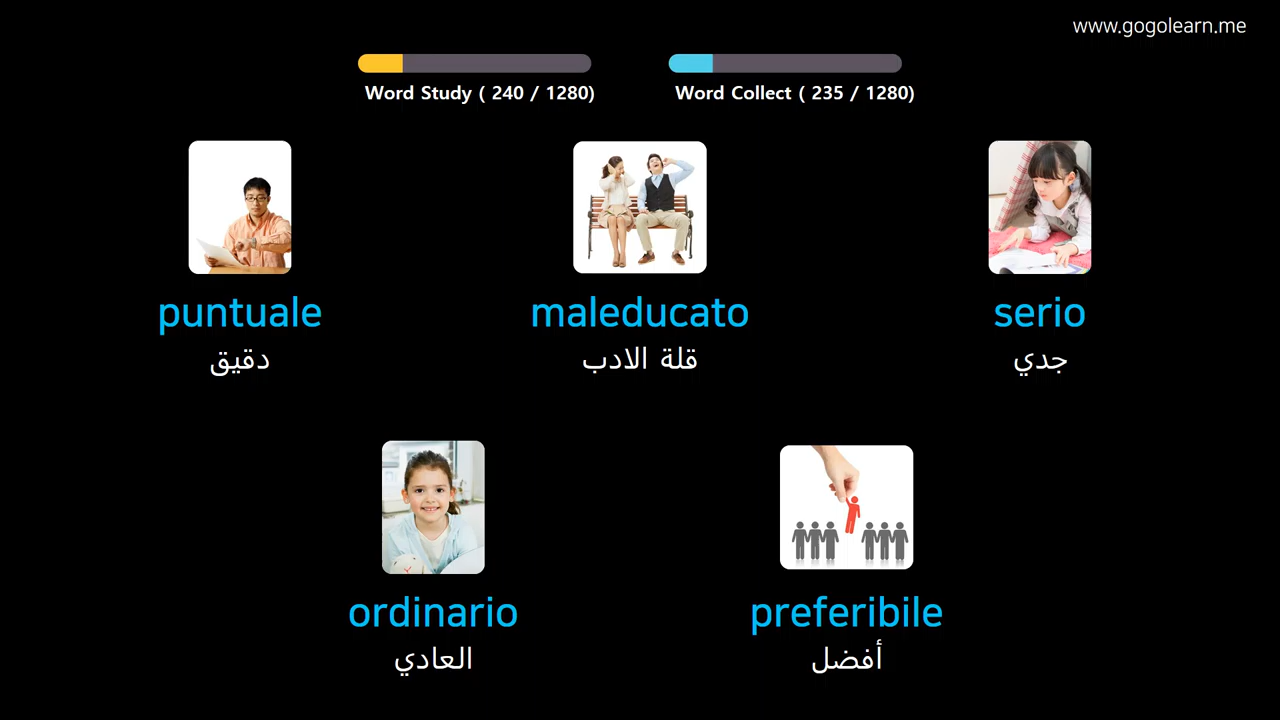 www.gogolearn.me
Word Study ( 240 / 1280)
Word Collect ( 235 / 1280)
puntuale
دقيق
maleducato
قلة الادب
serio
جدي
ordinario
العادي
preferibile
أفضل